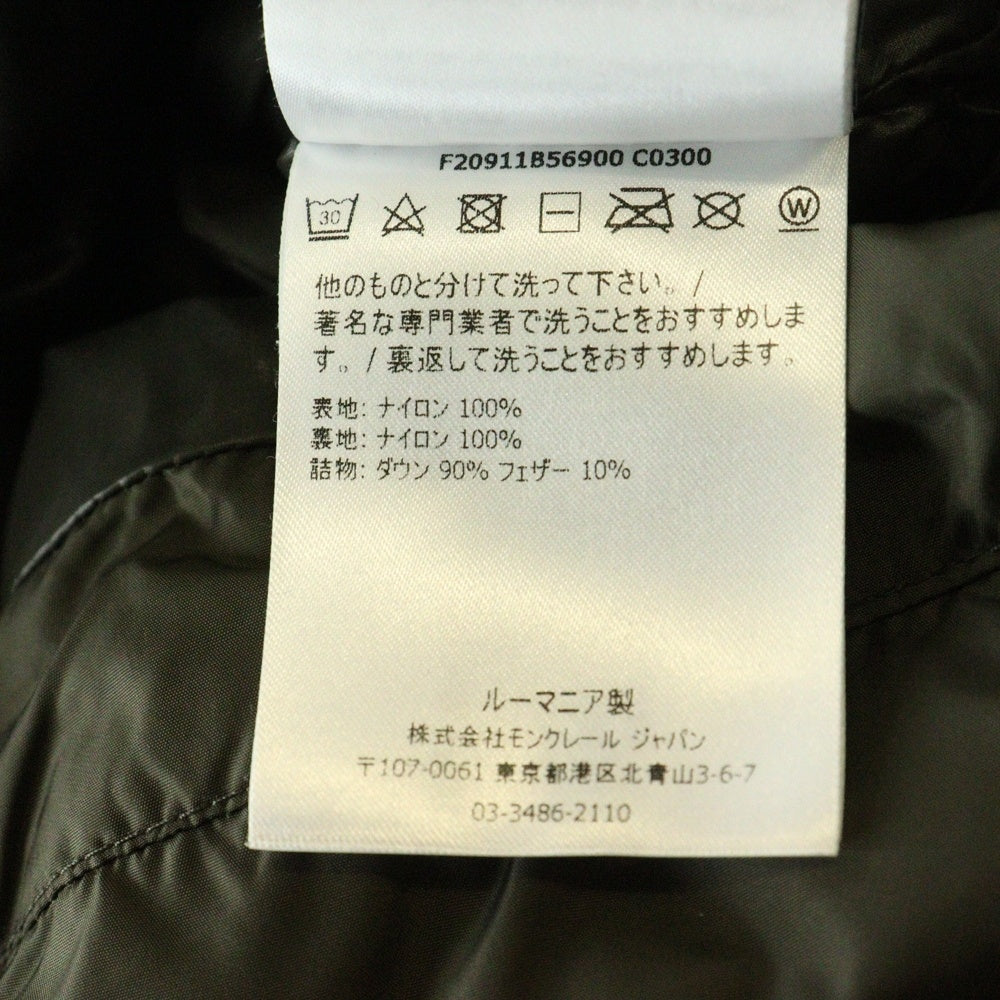 F20911B56900 C0300
30
W
他のものと分けて洗って下さい。/
著名な専門業者で洗うことをおすすめしま
す。/ 裏返して洗うことをおすすめします。
表地: ナイロン 100%
裏地: ナイロン 100%
詰物: ダウン 90% フェザー 10%
ルーマニア製
株式会社モンクレール ジャパン
〒107-0061 東京都港区北青山3-6-7
03-3486-2110